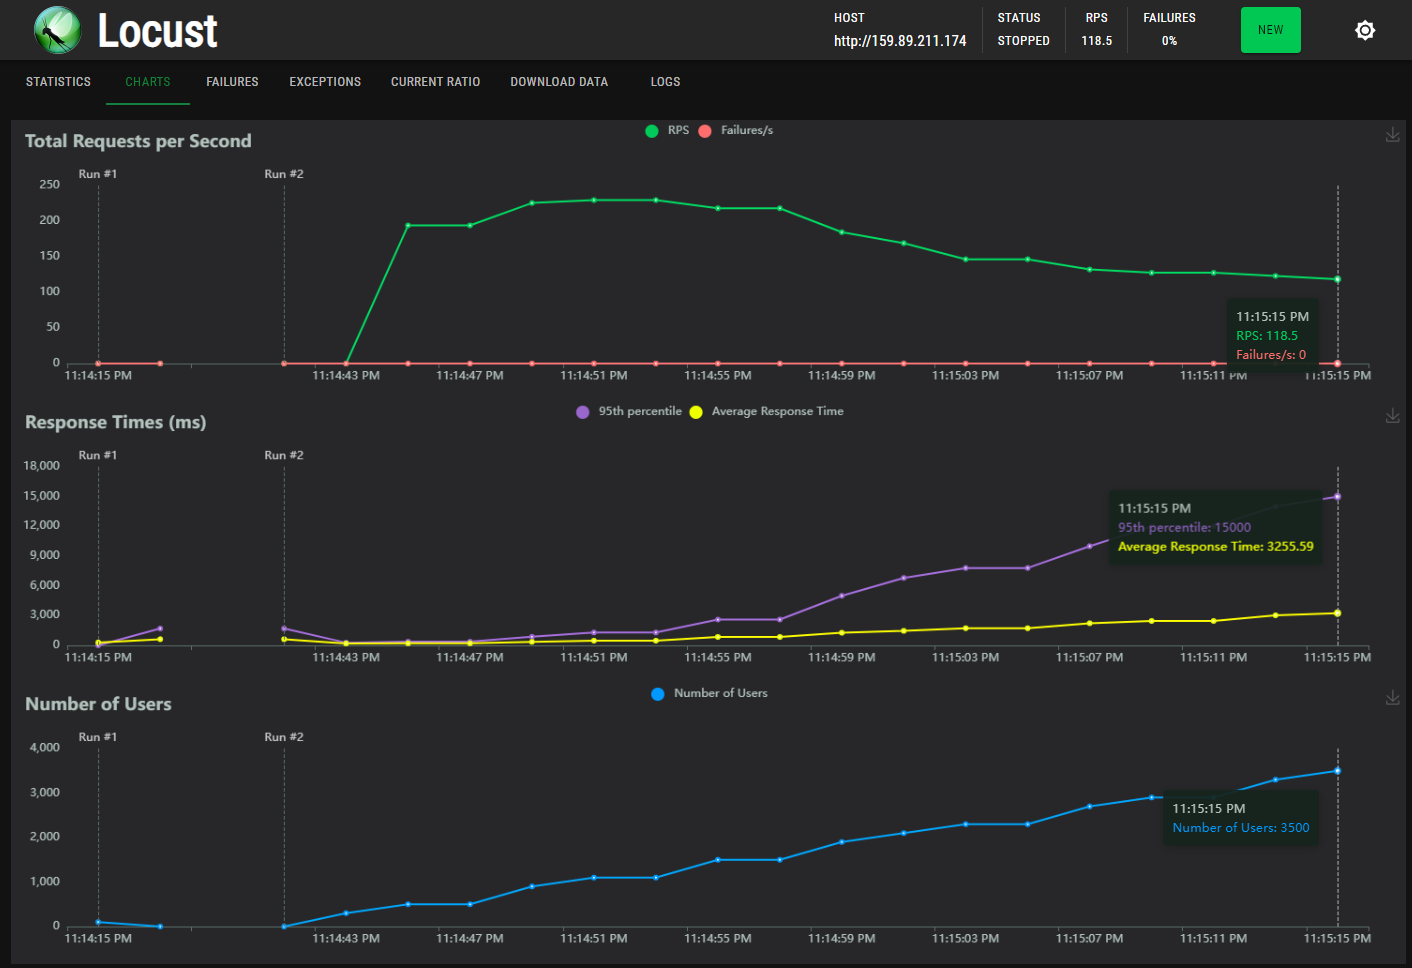 Locust
HOST
http://159.89.211.174
STATUS
STOPPED
RPS
118.5
FAILURES
0%
NEW
STATISTICS CHARTS FAILURES EXCEPTIONS CURRENT RATIO DOWNLOAD DATA LOGS
Total Requests per Second
RPS Failures/s
Run #1 Run #2
250
200
150
100
50
0
11:15:15 PM
RPS: 118.5
Failures/s: 0
11:14:15 PM 11:14:43 PM 11:14:47 PM 11:14:51 PM 11:14:55 PM 11:14:59 PM 11:15:03 PM 11:15:07 PM 11:15:11 PM 11:15:15 PM
Response Times (ms)
95th percentile Average Response Time
Run #1 Run #2
18,000
15,000
12,000
9,000
6,000
3,000
0
11:15:15 PM
95th percentile: 15000
Average Response Time: 3255.59
11:14:15 PM 11:14:43 PM 11:14:47 PM 11:14:51 PM 11:14:55 PM 11:14:59 PM 11:15:03 PM 11:15:07 PM 11:15:11 PM 11:15:15 PM
Number of Users
Number of Users
Run #1 Run #2
4,000
3,000
2,000
1,000
0
11:15:15 PM
Number of Users: 3500
11:14:15 PM 11:14:43 PM 11:14:47 PM 11:14:51 PM 11:14:55 PM 11:14:59 PM 11:15:03 PM 11:15:07 PM 11:15:11 PM 11:15:15 PM